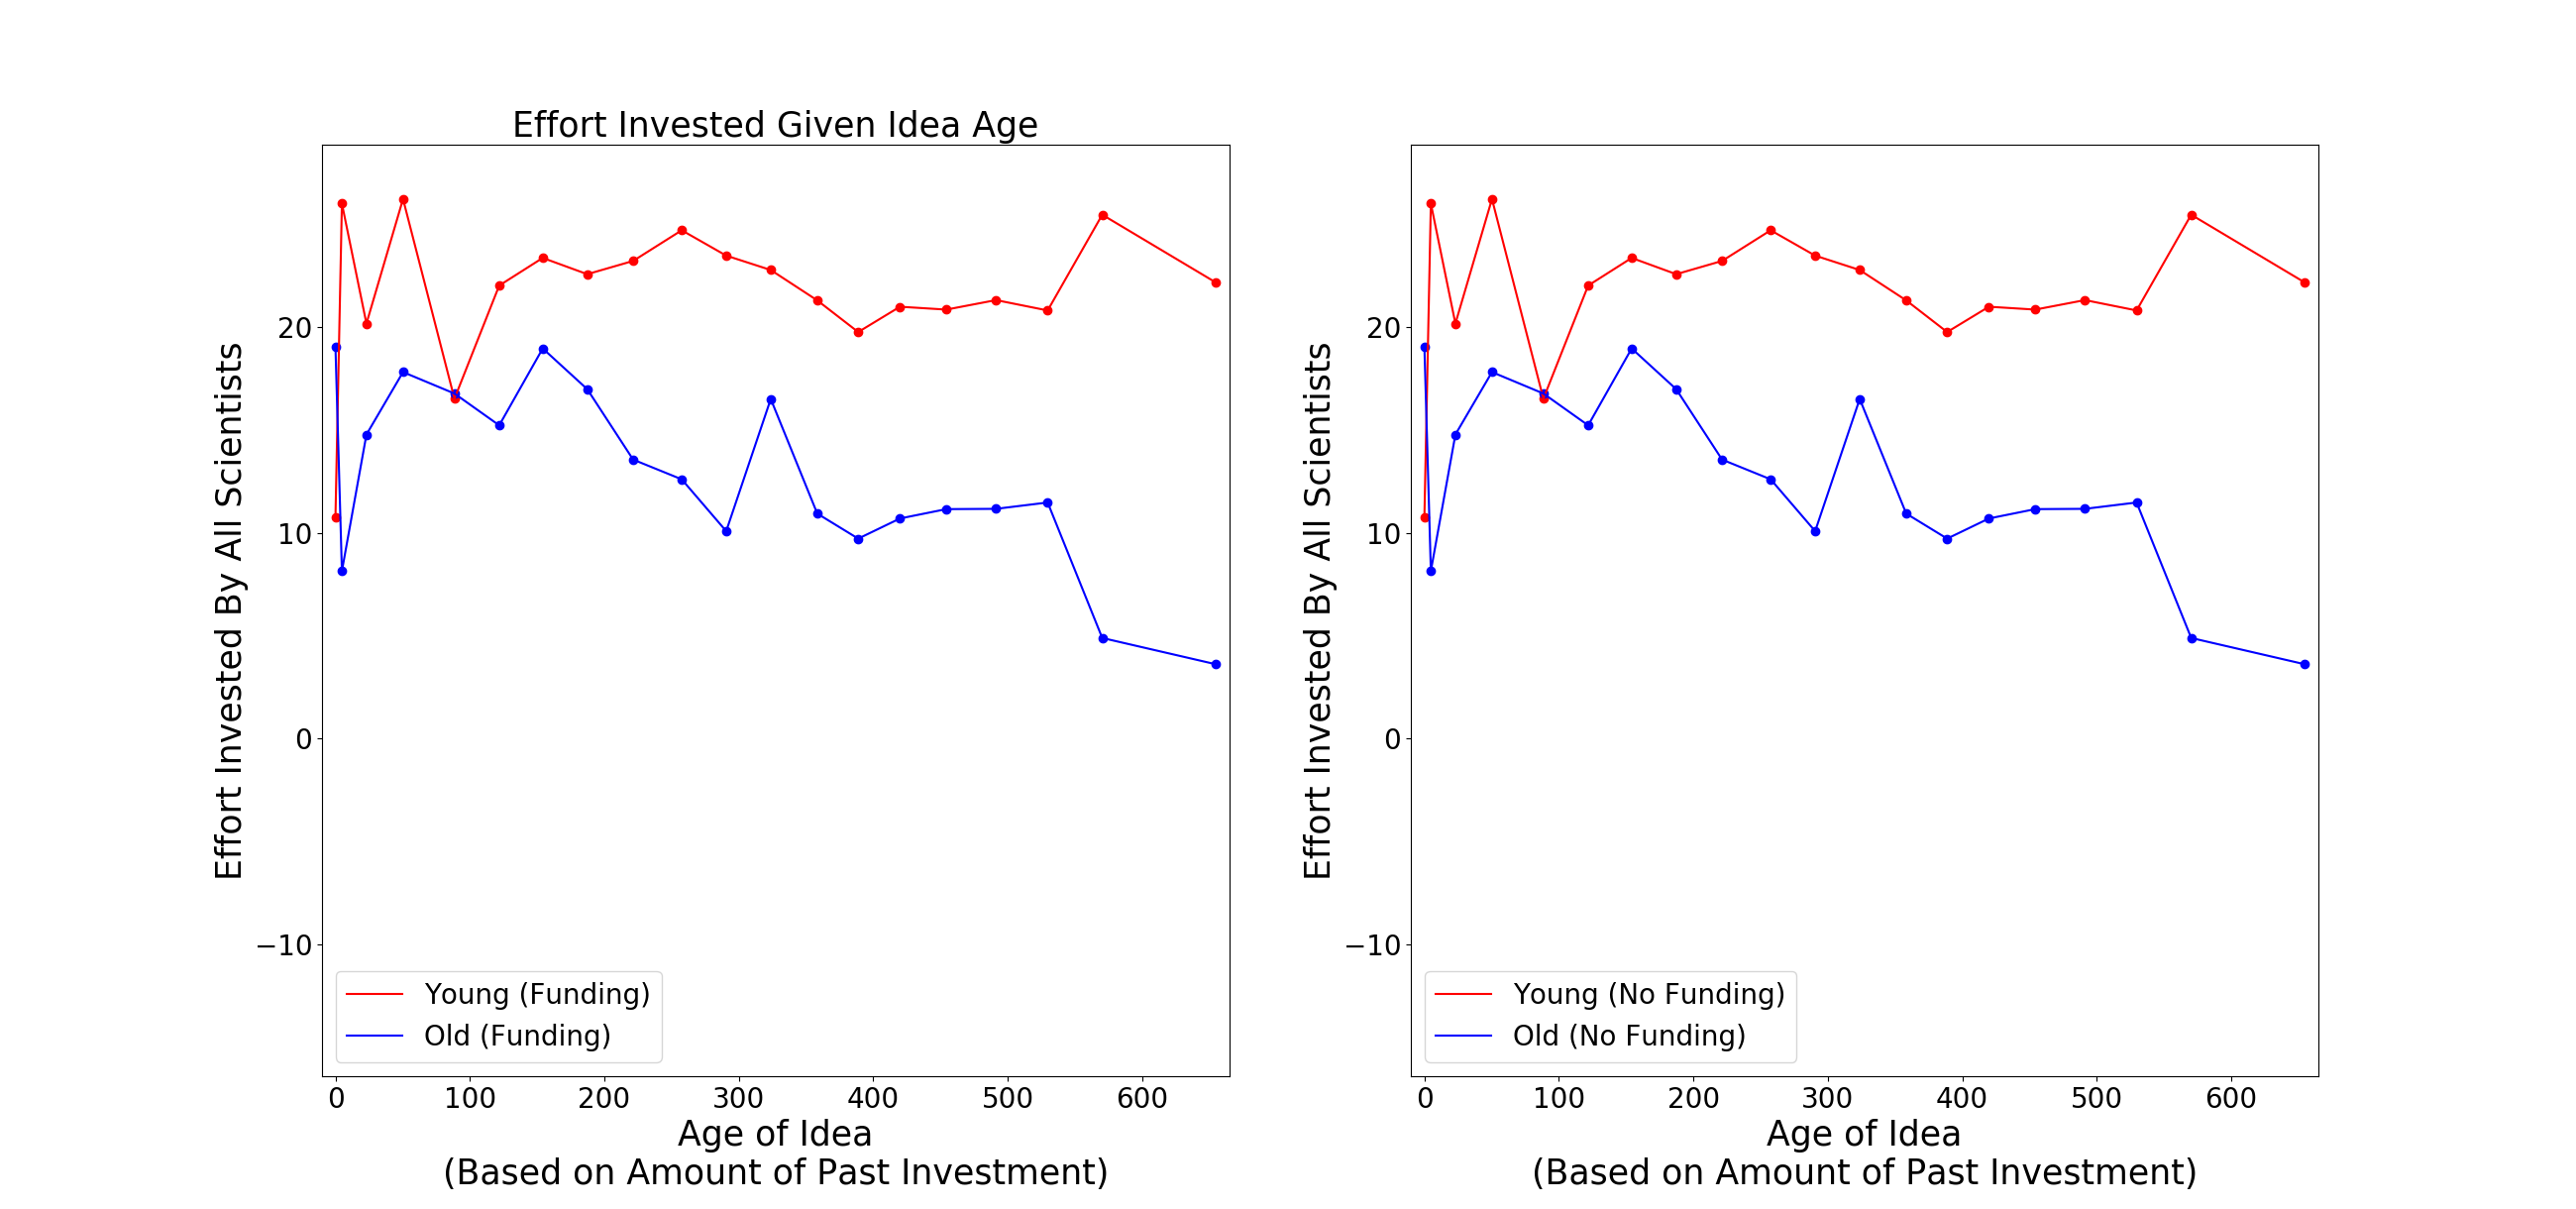 Effort Invested Given Idea Age
Effort Invested By All Scientists
20
10
0
−10
Young (Funding)
Old (Funding)
0 100 200 300 400 500 600
Age of Idea
(Based on Amount of Past Investment)
Effort Invested By All Scientists
20
10
0
−10
Young (No Funding)
Old (No Funding)
0 100 200 300 400 500 600
Age of Idea
(Based on Amount of Past Investment)